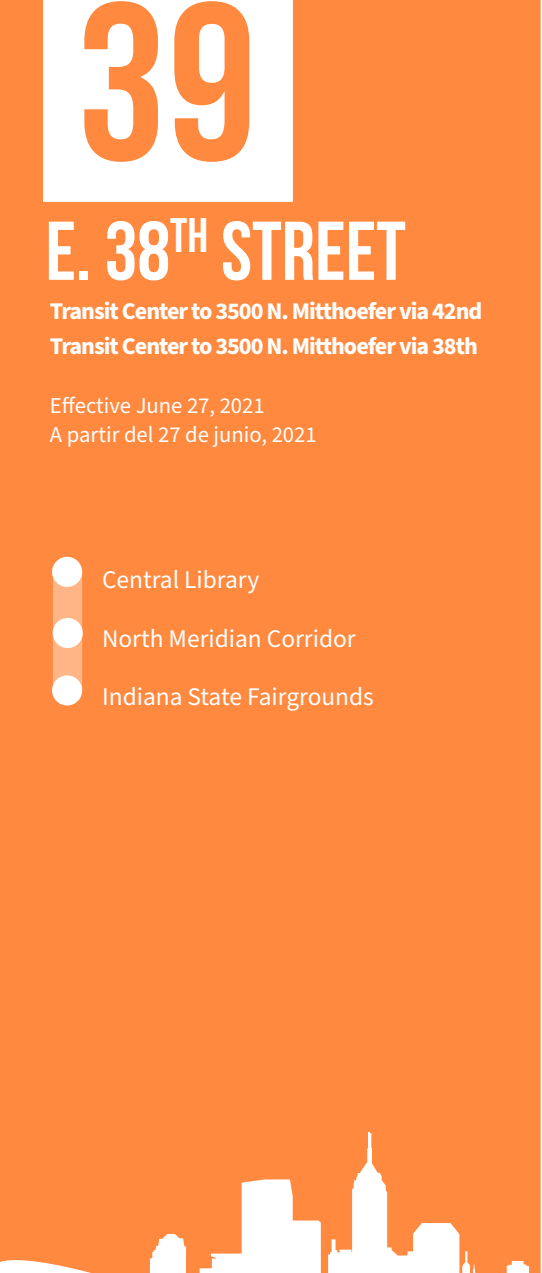 39
E. 38TH STREET
Transit Center to 3500 N. Mitthoefer via 42nd
Transit Center to 3500 N. Mitthoefer via 38th
Effective June 27, 2021
A partir del 27 de junio, 2021
Central Library
North Meridian Corridor
Indiana State Fairgrounds